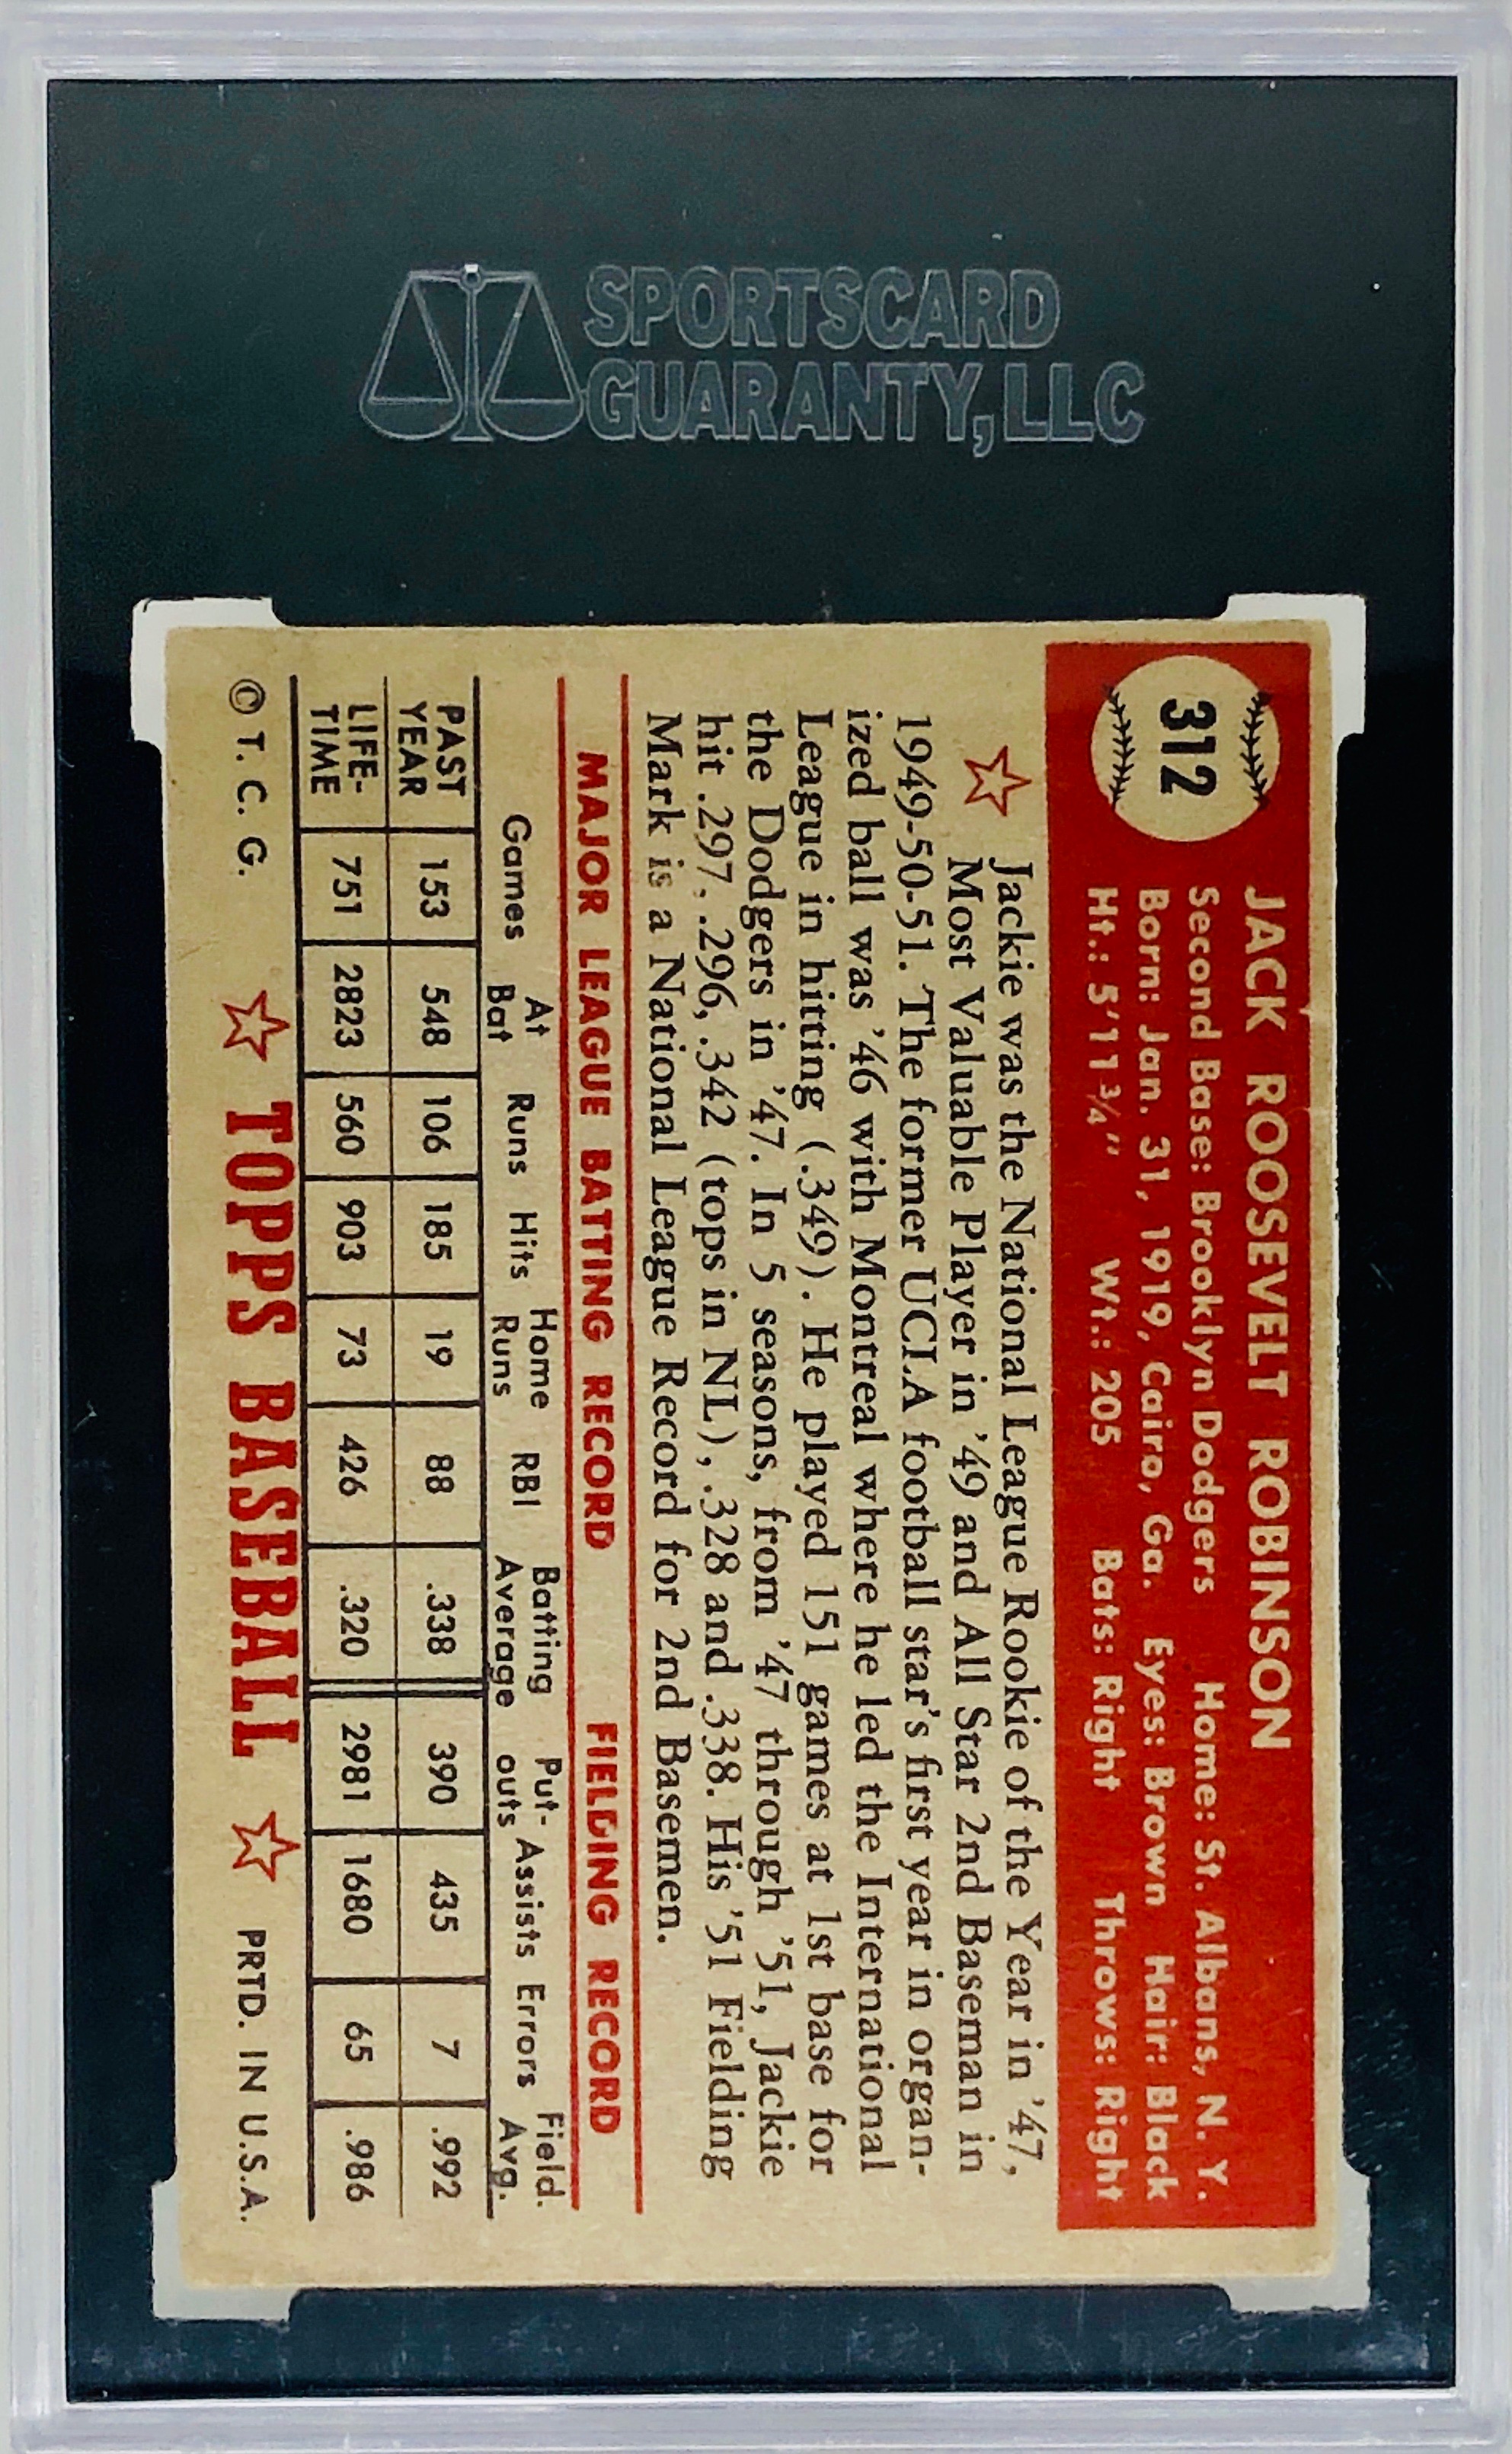 SPORTSCARD
GUARANTY, LLC
312
JACK ROOSEVELT ROBINSON
Second Base: Brooklyn Dodgers Home: St. Albans, N. Y.
Born: Jan. 31, 1919, Cairo, Ga. Eyes: Brown Hair: Black
Ht.: 5'11¾" Wt.: 205 Bats: Right Throws: Right
Jackie was the National League Rookie of the Year in '47,
Most Valuable Player in '49 and All Star 2nd Baseman in
1949-50-51. The former UCLA football star's first year in organ-
ized ball was '46 with Montreal where he led the International
League in hitting (.349). He played 151 games at 1st base for
the Dodgers in '47. In 5 seasons, from '47 through '51, Jackie
hit .297, .296, .342 (tops in NL), .328 and .338. His '51 Fielding
Mark is a National League Record for 2nd Basemen.
MAJOR LEAGUE BATTING RECORD FIELDING RECORD
Games At Bat Runs Hits Home Runs RBI Batting Average Put-outs Assists Errors Field. Avg.
PAST YEAR 153 548 106 185 19 88 .338 390 435 7 .992
LIFE-TIME 751 2823 560 903 73 426 .320 2981 1680 65 .986
© T. C. G. TOPPS BASEBALL PRTD. IN U.S.A.